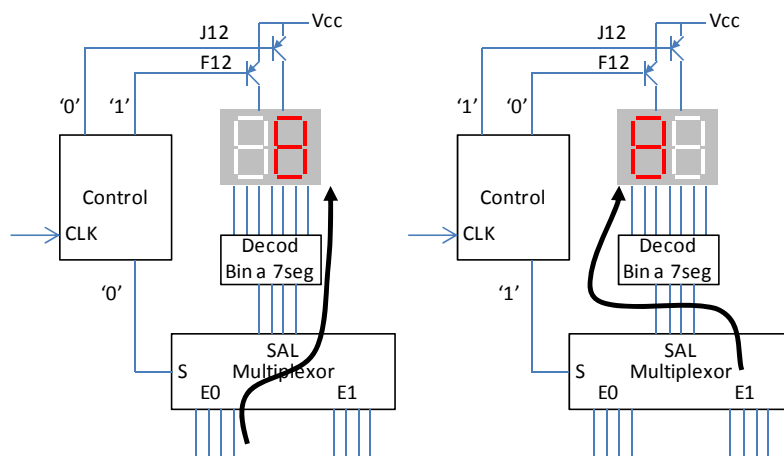 Vcc
J12
F12
‘0’ ‘1’
Control
CLK
Decod
Bin a 7seg
‘0’
SAL
S Multiplexor
E0 E1
Vcc
J12
F12
‘1’ ‘0’
Control
CLK
Decod
Bin a 7seg
‘1’
SAL
S Multiplexor
E0 E1